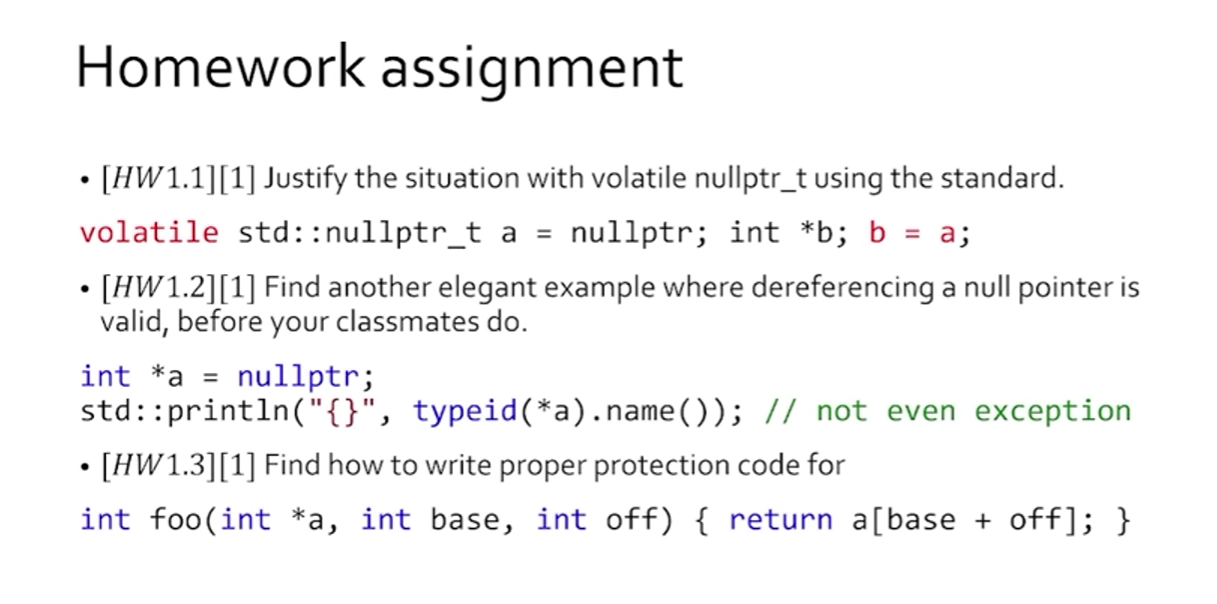 Homework assignment
• [HW1.1][1] Justify the situation with volatile nullptr_t using the standard.
volatile std::nullptr_t a = nullptr; int *b; b = a;
• [HW1.2][1] Find another elegant example where dereferencing a null pointer is
valid, before your classmates do.
int *a = nullptr;
std::println("{}", typeid(*a).name()); // not even exception
• [HW1.3][1] Find how to write proper protection code for
int foo(int *a, int base, int off) { return a[base + off]; }